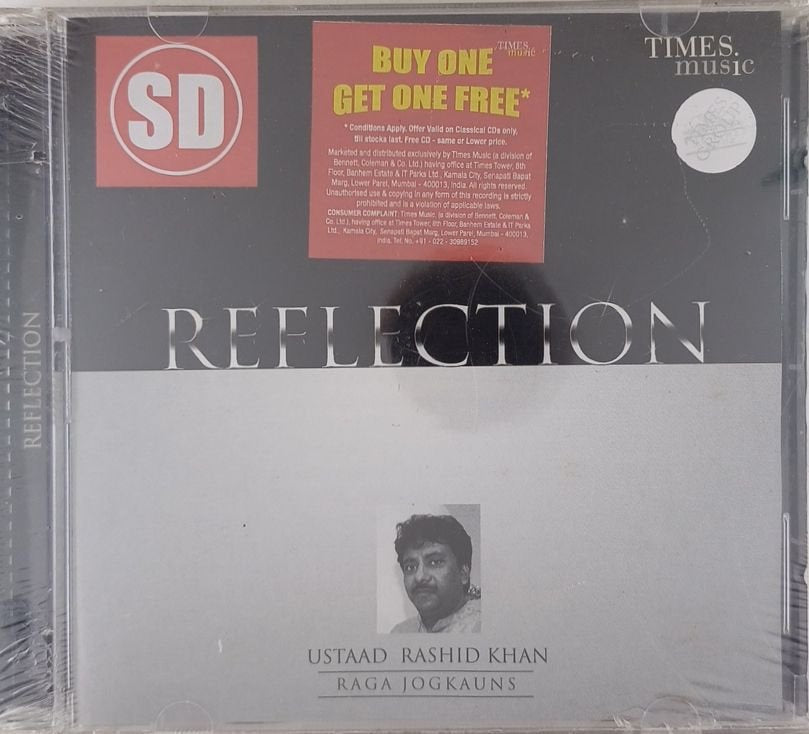 SD
BUY ONE
GET ONE FREE*
TIMES.
music
* Conditions Apply. Offer Valid on Classical CDs only,
till stocks last. Free CD - same or Lower price.
Marketed and distributed exclusively by Times Music (a division of
Bennett, Coleman & Co. Ltd.) having office at Times Tower, 8th
Floor, Banhem Estate & IT Parks Ltd., Kamala City, Senapati Bapat
Marg, Lower Parel, Mumbai - 400013, India. All rights reserved.
Unauthorised use & copying in any form of this recording is strictly
prohibited and is a violation of applicable laws.
CONSUMER COMPLAINT: Times Music, (a division of Bennett, Coleman &
Co. Ltd.), having office at Times Tower, 8th Floor, Banhem Estate & IT Parks
Ltd., Kamala City, Senapati Bapat Marg, Lower Parel, Mumbai - 400013,
India. Tel. No. +91 - 022 - 30989152
TIMES.
music
REFLECTION
REFLECTION
USTAAD RASHID KHAN
RAGA JOGKAUNS